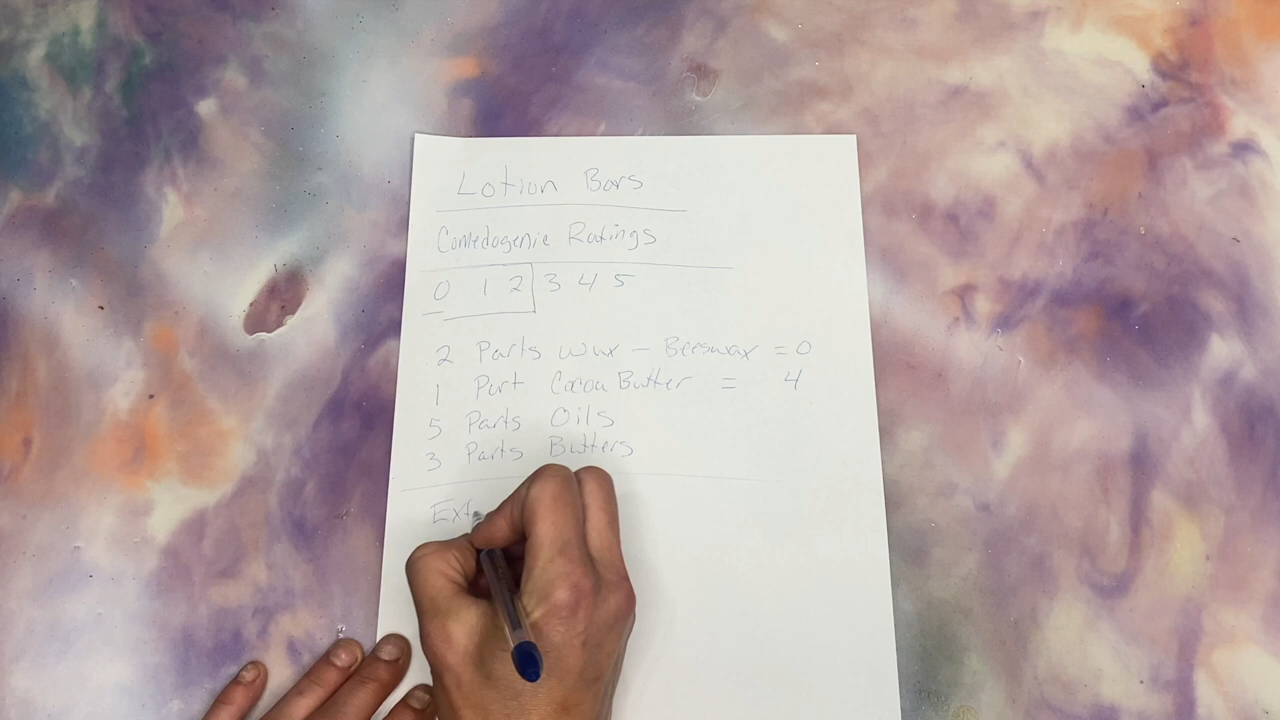 Lotion Bars
Comedogenic Ratings
0 1 2 3 4 5
2 Parts wax - Beeswax = 0
1 Part Cocoa Butter = 4
5 Parts Oils
3 Parts Butters
Ext